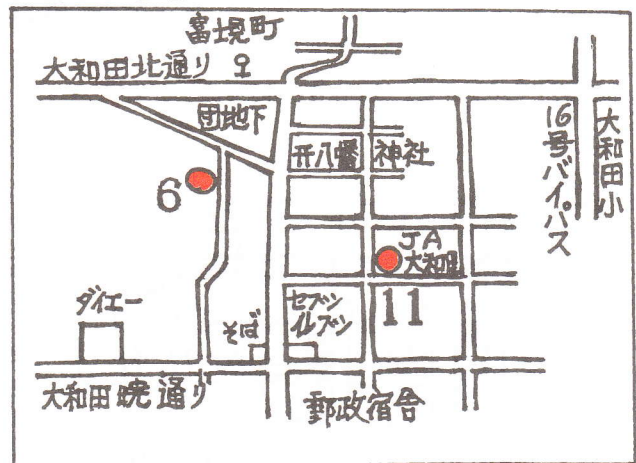 富士見町
大和田北通り
団地下
八幡 神社
16号バイパス
大和田小
6
JA
大和田
11
ダイエー
そば
セブン
イレブン
大和田暁通り
郵政宿舎